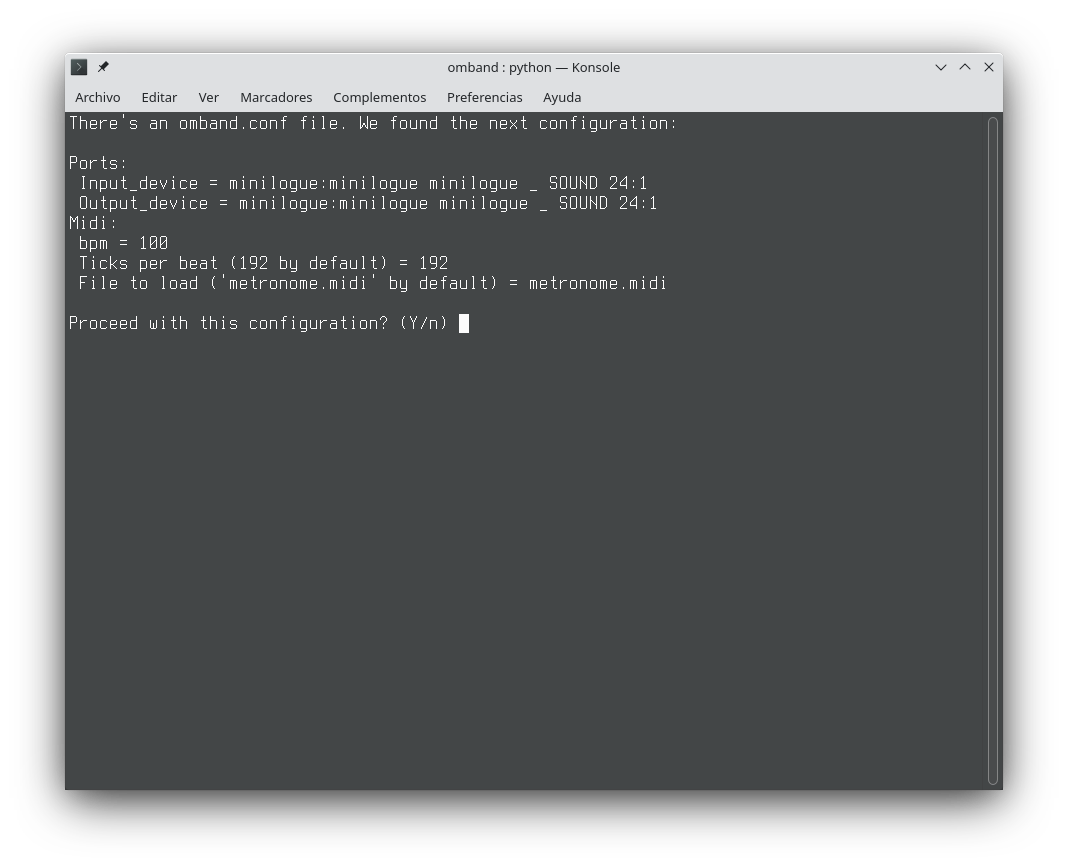 omband : python — Konsole
Archivo Editar Ver Marcadores Complementos Preferencias Ayuda
There's an omband.conf file. We found the next configuration:
Ports:
Input_device = minilogue:minilogue minilogue _ SOUND 24:1
Output_device = minilogue:minilogue minilogue _ SOUND 24:1
Midi:
bpm = 100
Ticks per beat (192 by default) = 192
File to load ('metronome.midi' by default) = metronome.midi
Proceed with this configuration? (Y/n)